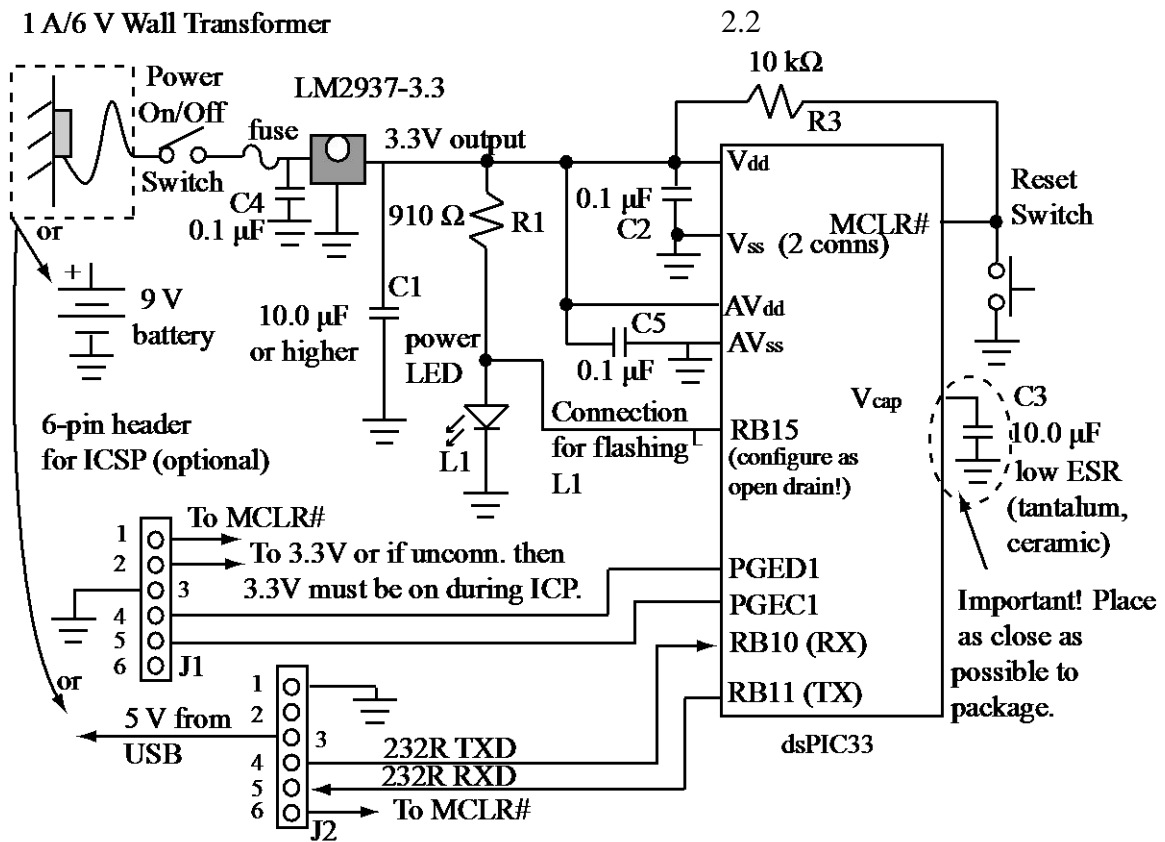 1 A/6 V Wall Transformer
2.2
Power
On/Off
Switch
fuse
LM2937-3.3
3.3V output
10 kΩ
R3
or
C4
0.1 μF
910 Ω
R1
0.1 μF
C2
Vdd
Vss (2 conns)
MCLR#
Reset
Switch
+
9 V
battery
C1
10.0 μF
or higher
power
LED
L1
C5
0.1 μF
AVdd
AVss
Vcap
C3
10.0 μF
low ESR
(tantalum,
ceramic)
Connection
for flashing
L1
RB15
(configure as
open drain!)
6-pin header
for ICSP (optional)
1
2
3
4
5
6
J1
To MCLR#
To 3.3V or if unconn. then
3.3V must be on during ICP.
PGED1
PGEC1
RB10 (RX)
RB11 (TX)
dsPIC33
Important! Place
as close as
possible to
package.
or
5 V from
USB
1
2
3
4
5
6
J2
232R TXD
232R RXD
To MCLR#